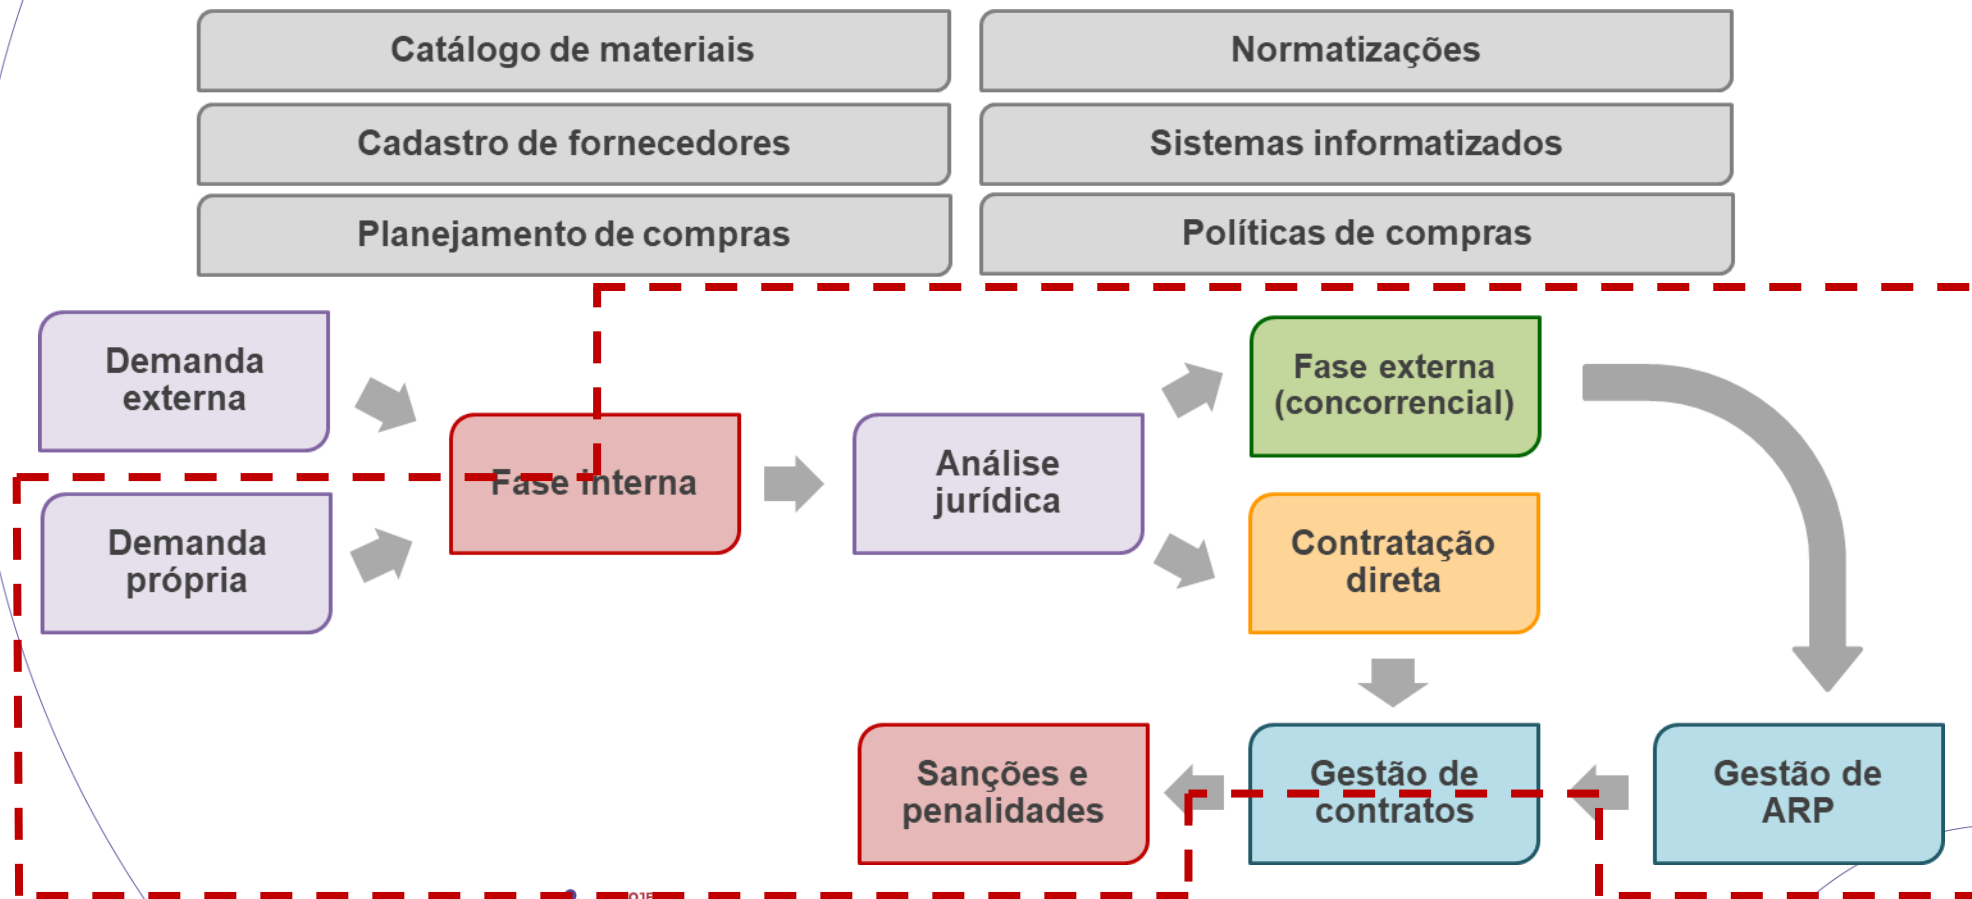 Catálogo de materiais
Normatizações
Cadastro de fornecedores
Sistemas informatizados
Planejamento de compras
Políticas de compras
Demanda
externa
Demanda
própria
Fase interna
Análise
jurídica
Fase externa
(concorrencial)
Contratação
direta
Sanções e
penalidades
Gestão de
contratos
Gestão de
ARP